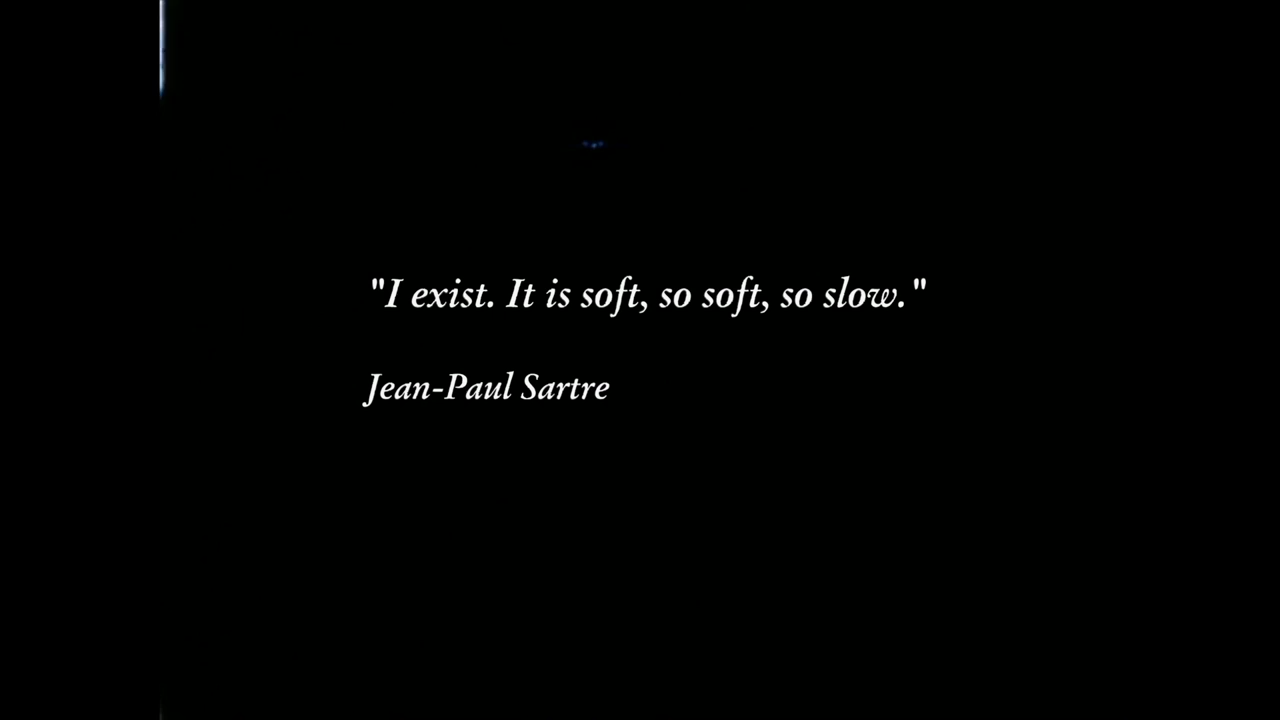 "I exist. It is soft, so soft, so slow."
Jean-Paul Sartre